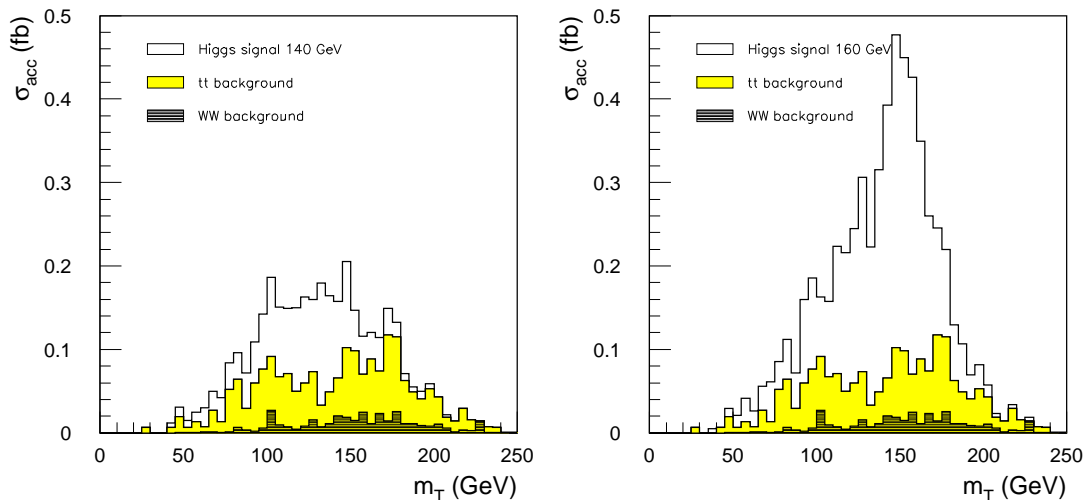 σacc (fb)
0.5
0.4
0.3
0.2
0.1
0
Higgs signal 140 GeV
tt background
WW background
0 50 100 150 200 250
mT (GeV)
σacc (fb)
0.5
0.4
0.3
0.2
0.1
0
Higgs signal 160 GeV
tt background
WW background
0 50 100 150 200 250
mT (GeV)